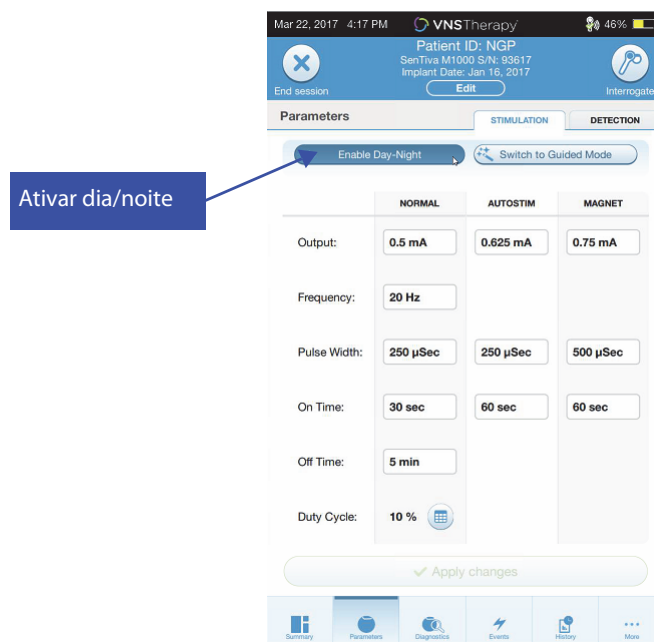 Mar 22, 2017 4:17 PM VNSTherapy 46%
Patient ID: NGP
SenTiva M1000 S/N: 93617
Implant Date: Jan 16, 2017
End session Edit Interrogate
Parameters STIMULATION DETECTION
Enable Day-Night Switch to Guided Mode
Ativar dia/noite
NORMAL AUTOSTIM MAGNET
Output: 0.5 mA 0.625 mA 0.75 mA
Frequency: 20 Hz
Pulse Width: 250 µSec 250 µSec 500 µSec
On Time: 30 sec 60 sec 60 sec
Off Time: 5 min
Duty Cycle: 10 %
Apply changes
Summary Parameters Diagnostics Events History More